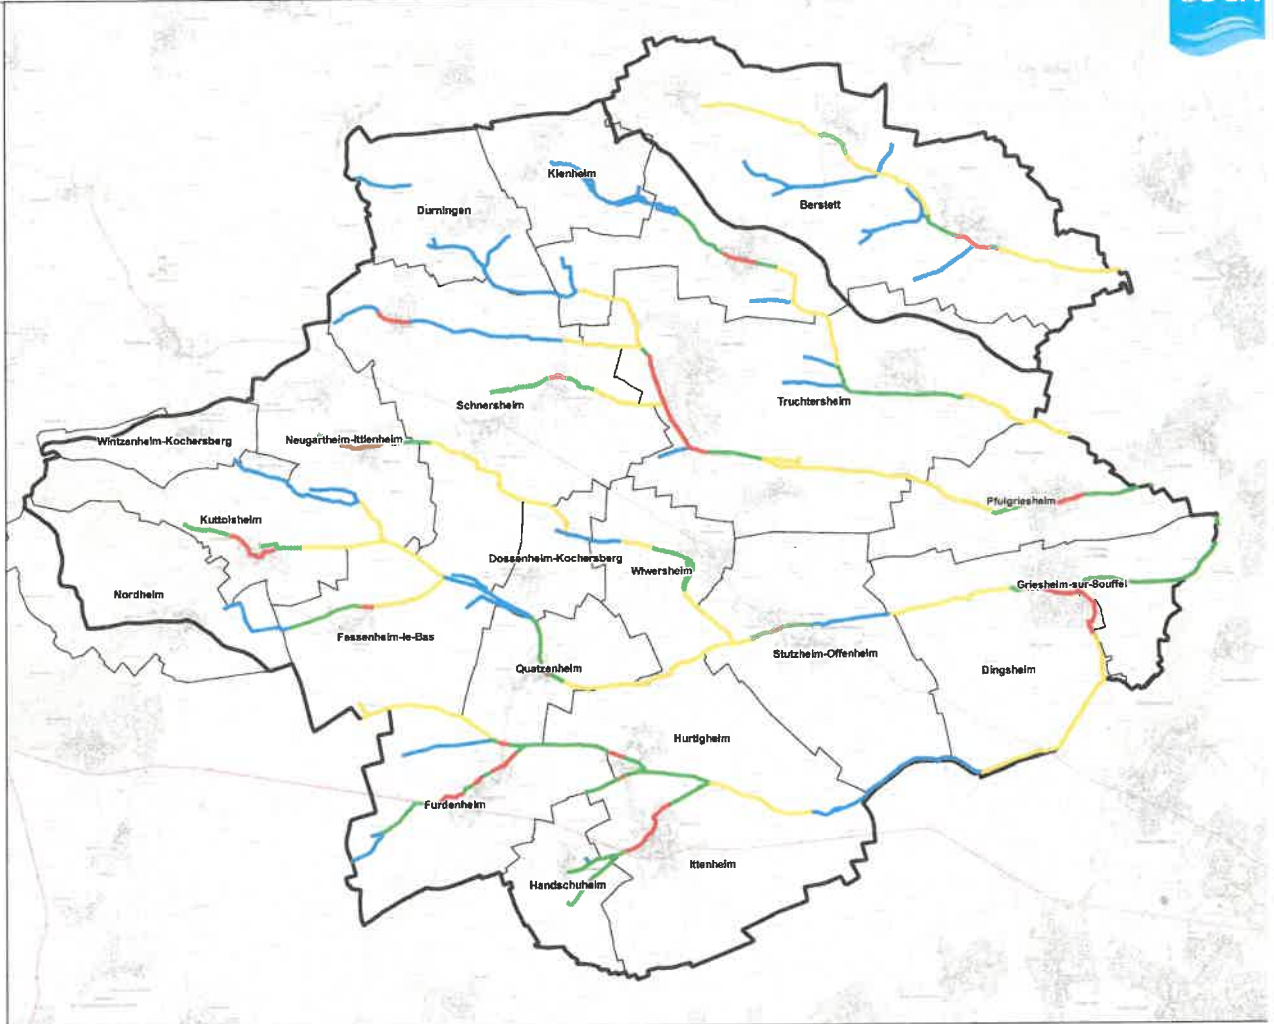 Kienheim
Durningen
Berstett
Schnersheim
Truchtersheim
Wintzenheim-Kochersberg
Neugartheim-Ittlenheim
Pfulgriesheim
Kuttolsheim
Dossenheim-Kochersberg
Wiwersheim
Griesheim-sur-Souffel
Nordheim
Fessenheim-le-Bas
Stutzheim-Offenheim
Quatzenheim
Dingsheim
Hurtigheim
Furdenheim
Ittenheim
Handschuheim